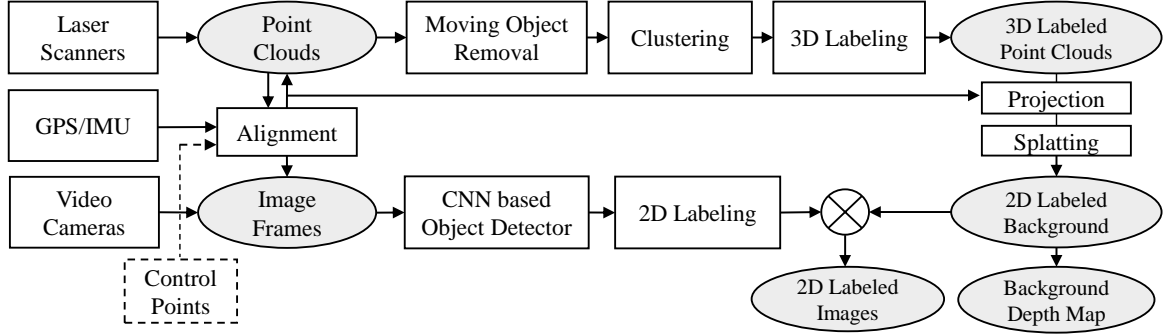 Laser
Scanners
Point
Clouds
Moving Object
Removal
Clustering
3D Labeling
3D Labeled
Point Clouds
GPS/IMU
Alignment
Projection
Splatting
Video
Cameras
Image
Frames
CNN based
Object Detector
2D Labeling
2D Labeled
Background
Control
Points
2D Labeled
Images
Background
Depth Map